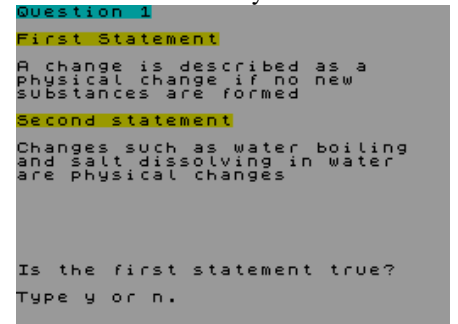 Question 1
First Statement
A change is described as a
physical change if no new
substances are formed
Second statement
Changes such as water boiling
and salt dissolving in water
are physical changes
Is the first statement true?
Type y or n.